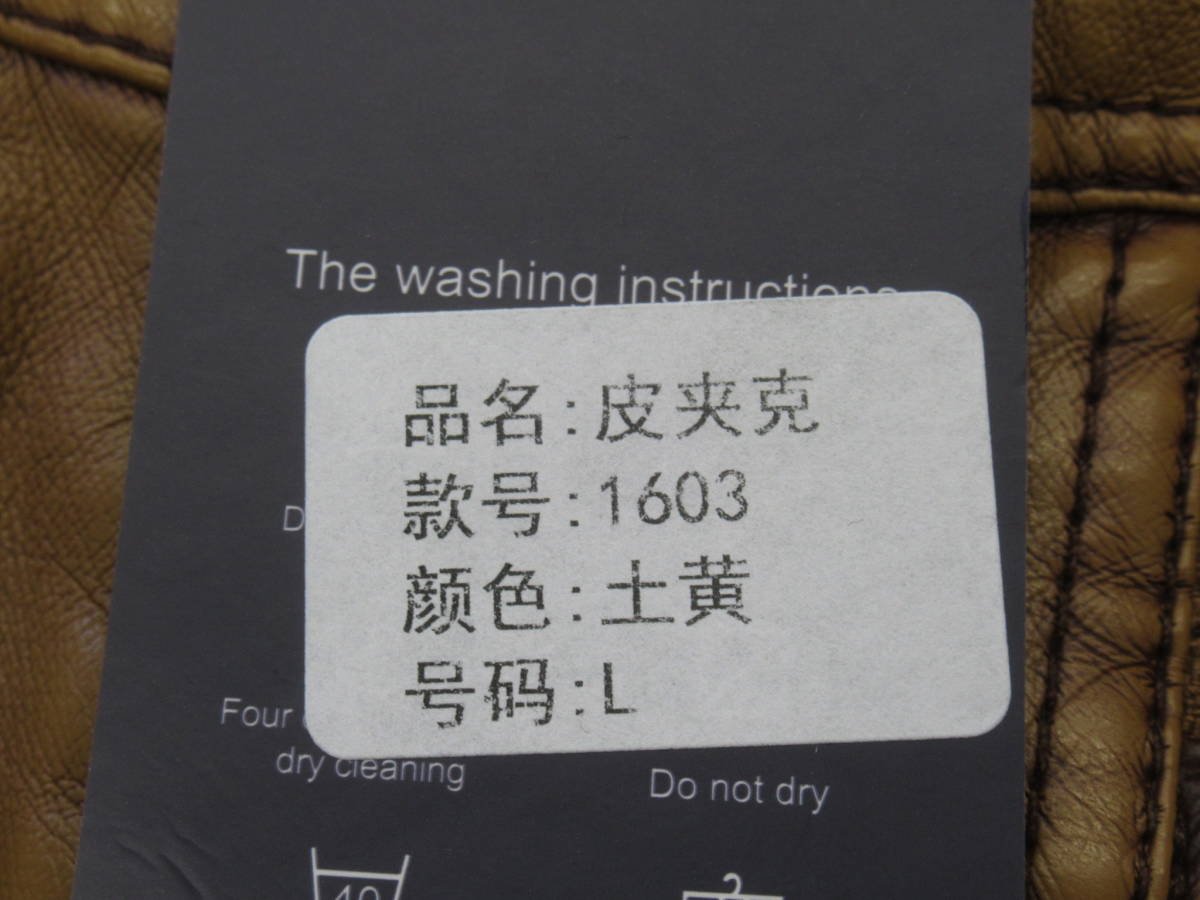 The washing instructions
品名:皮夹克
款号:1603
颜色:土黄
号码:L
D
Four
dry cleaning
Do not dry
40